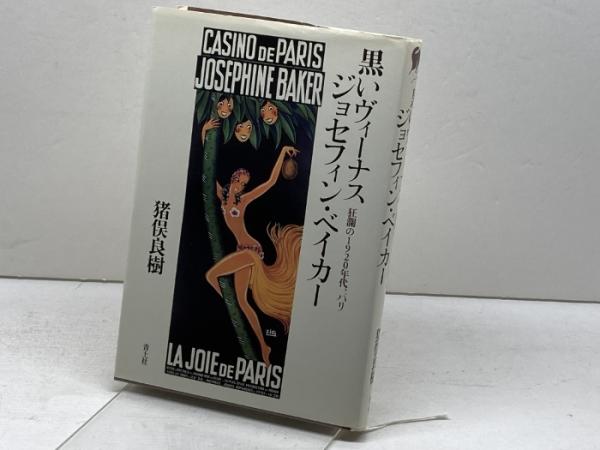 CASINO DE PARIS
JOSEPHINE BAKER
黒いヴィーナス
ジョセフィン・ベイカー
狂瀾の1920年代、パリ
猪俣良樹
ZIG
LA JOIE DE PARIS
青土社
ジョセフィン・ベイカー